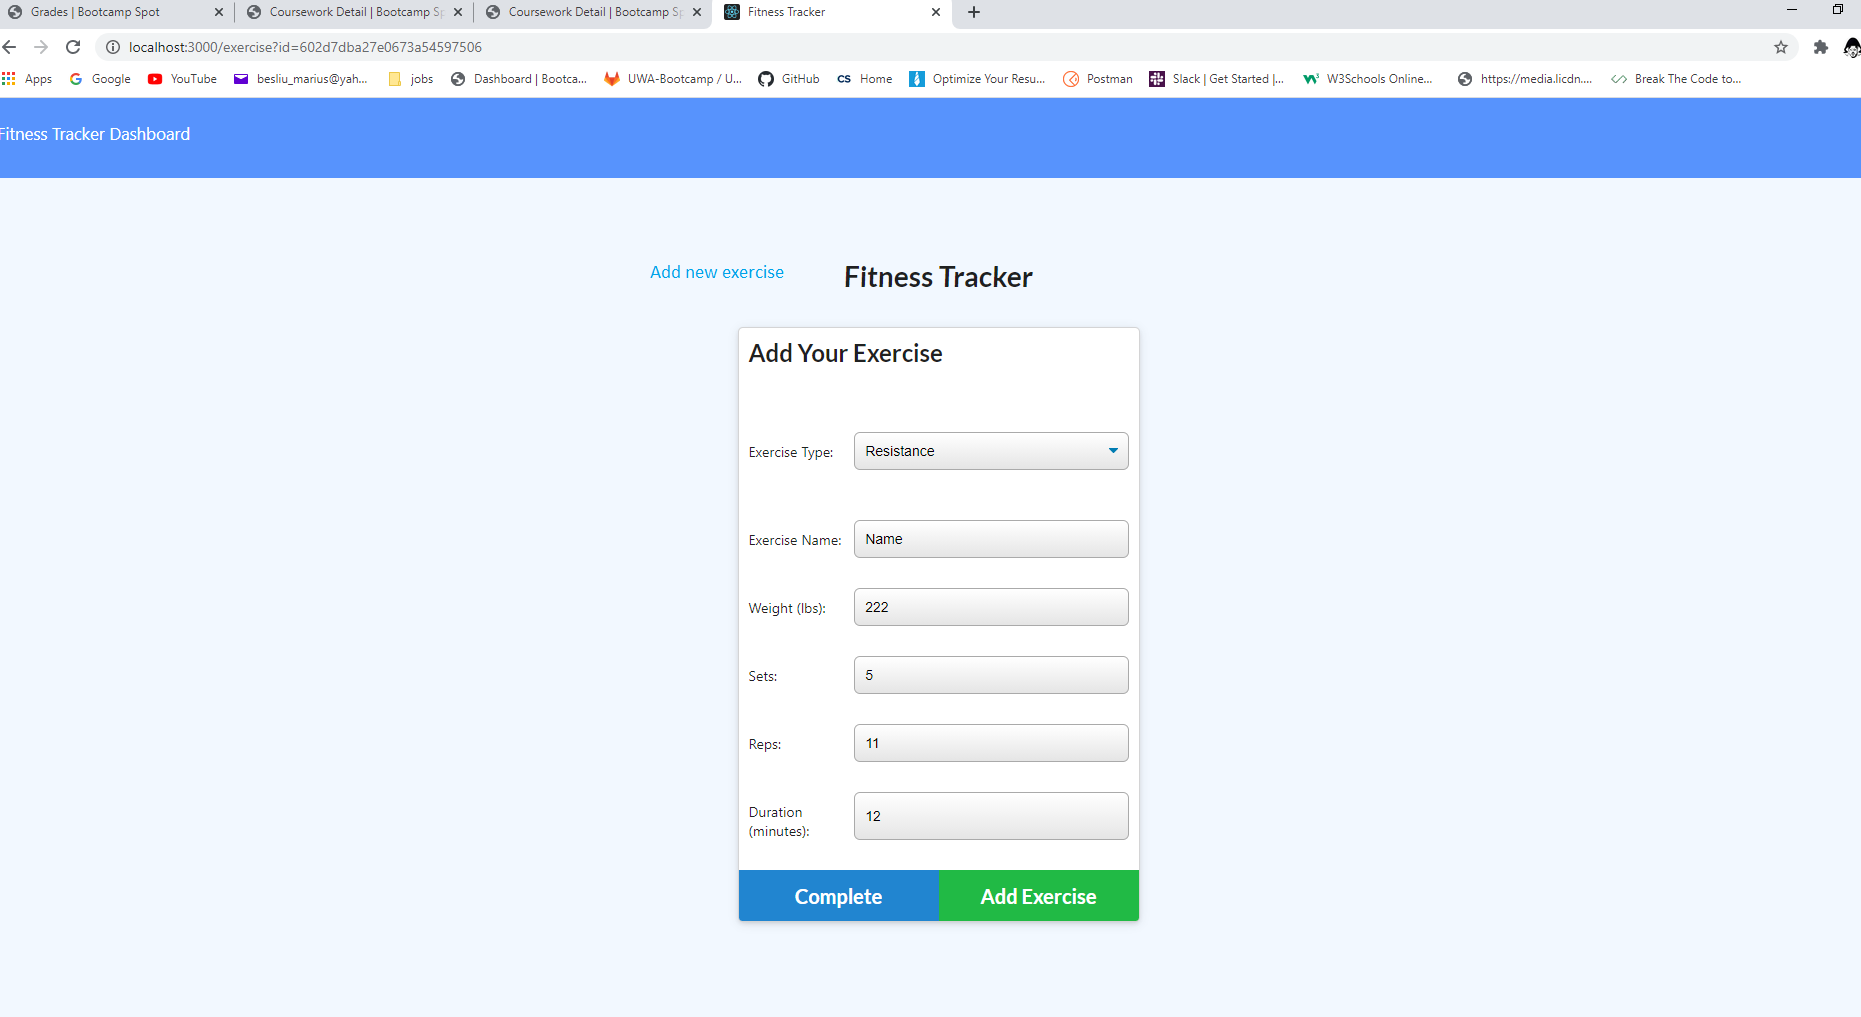 Grades | Bootcamp Spot
Coursework Detail | Bootcamp Sp
Coursework Detail | Bootcamp Sp
Fitness Tracker
localhost:3000/exercise?id=602d7dba27e0673a54597506
Apps
Google
YouTube
besliu_marius@yah...
jobs
Dashboard | Bootca...
UWA-Bootcamp / U...
GitHub
CS Home
Optimize Your Resu...
Postman
Slack | Get Started |...
W3Schools Online...
https://media.licdn....
Break The Code to...
Fitness Tracker Dashboard
Add new exercise
Fitness Tracker
Add Your Exercise
Exercise Type: Resistance
Exercise Name: Name
Weight (lbs): 222
Sets: 5
Reps: 11
Duration
(minutes): 12
Complete
Add Exercise